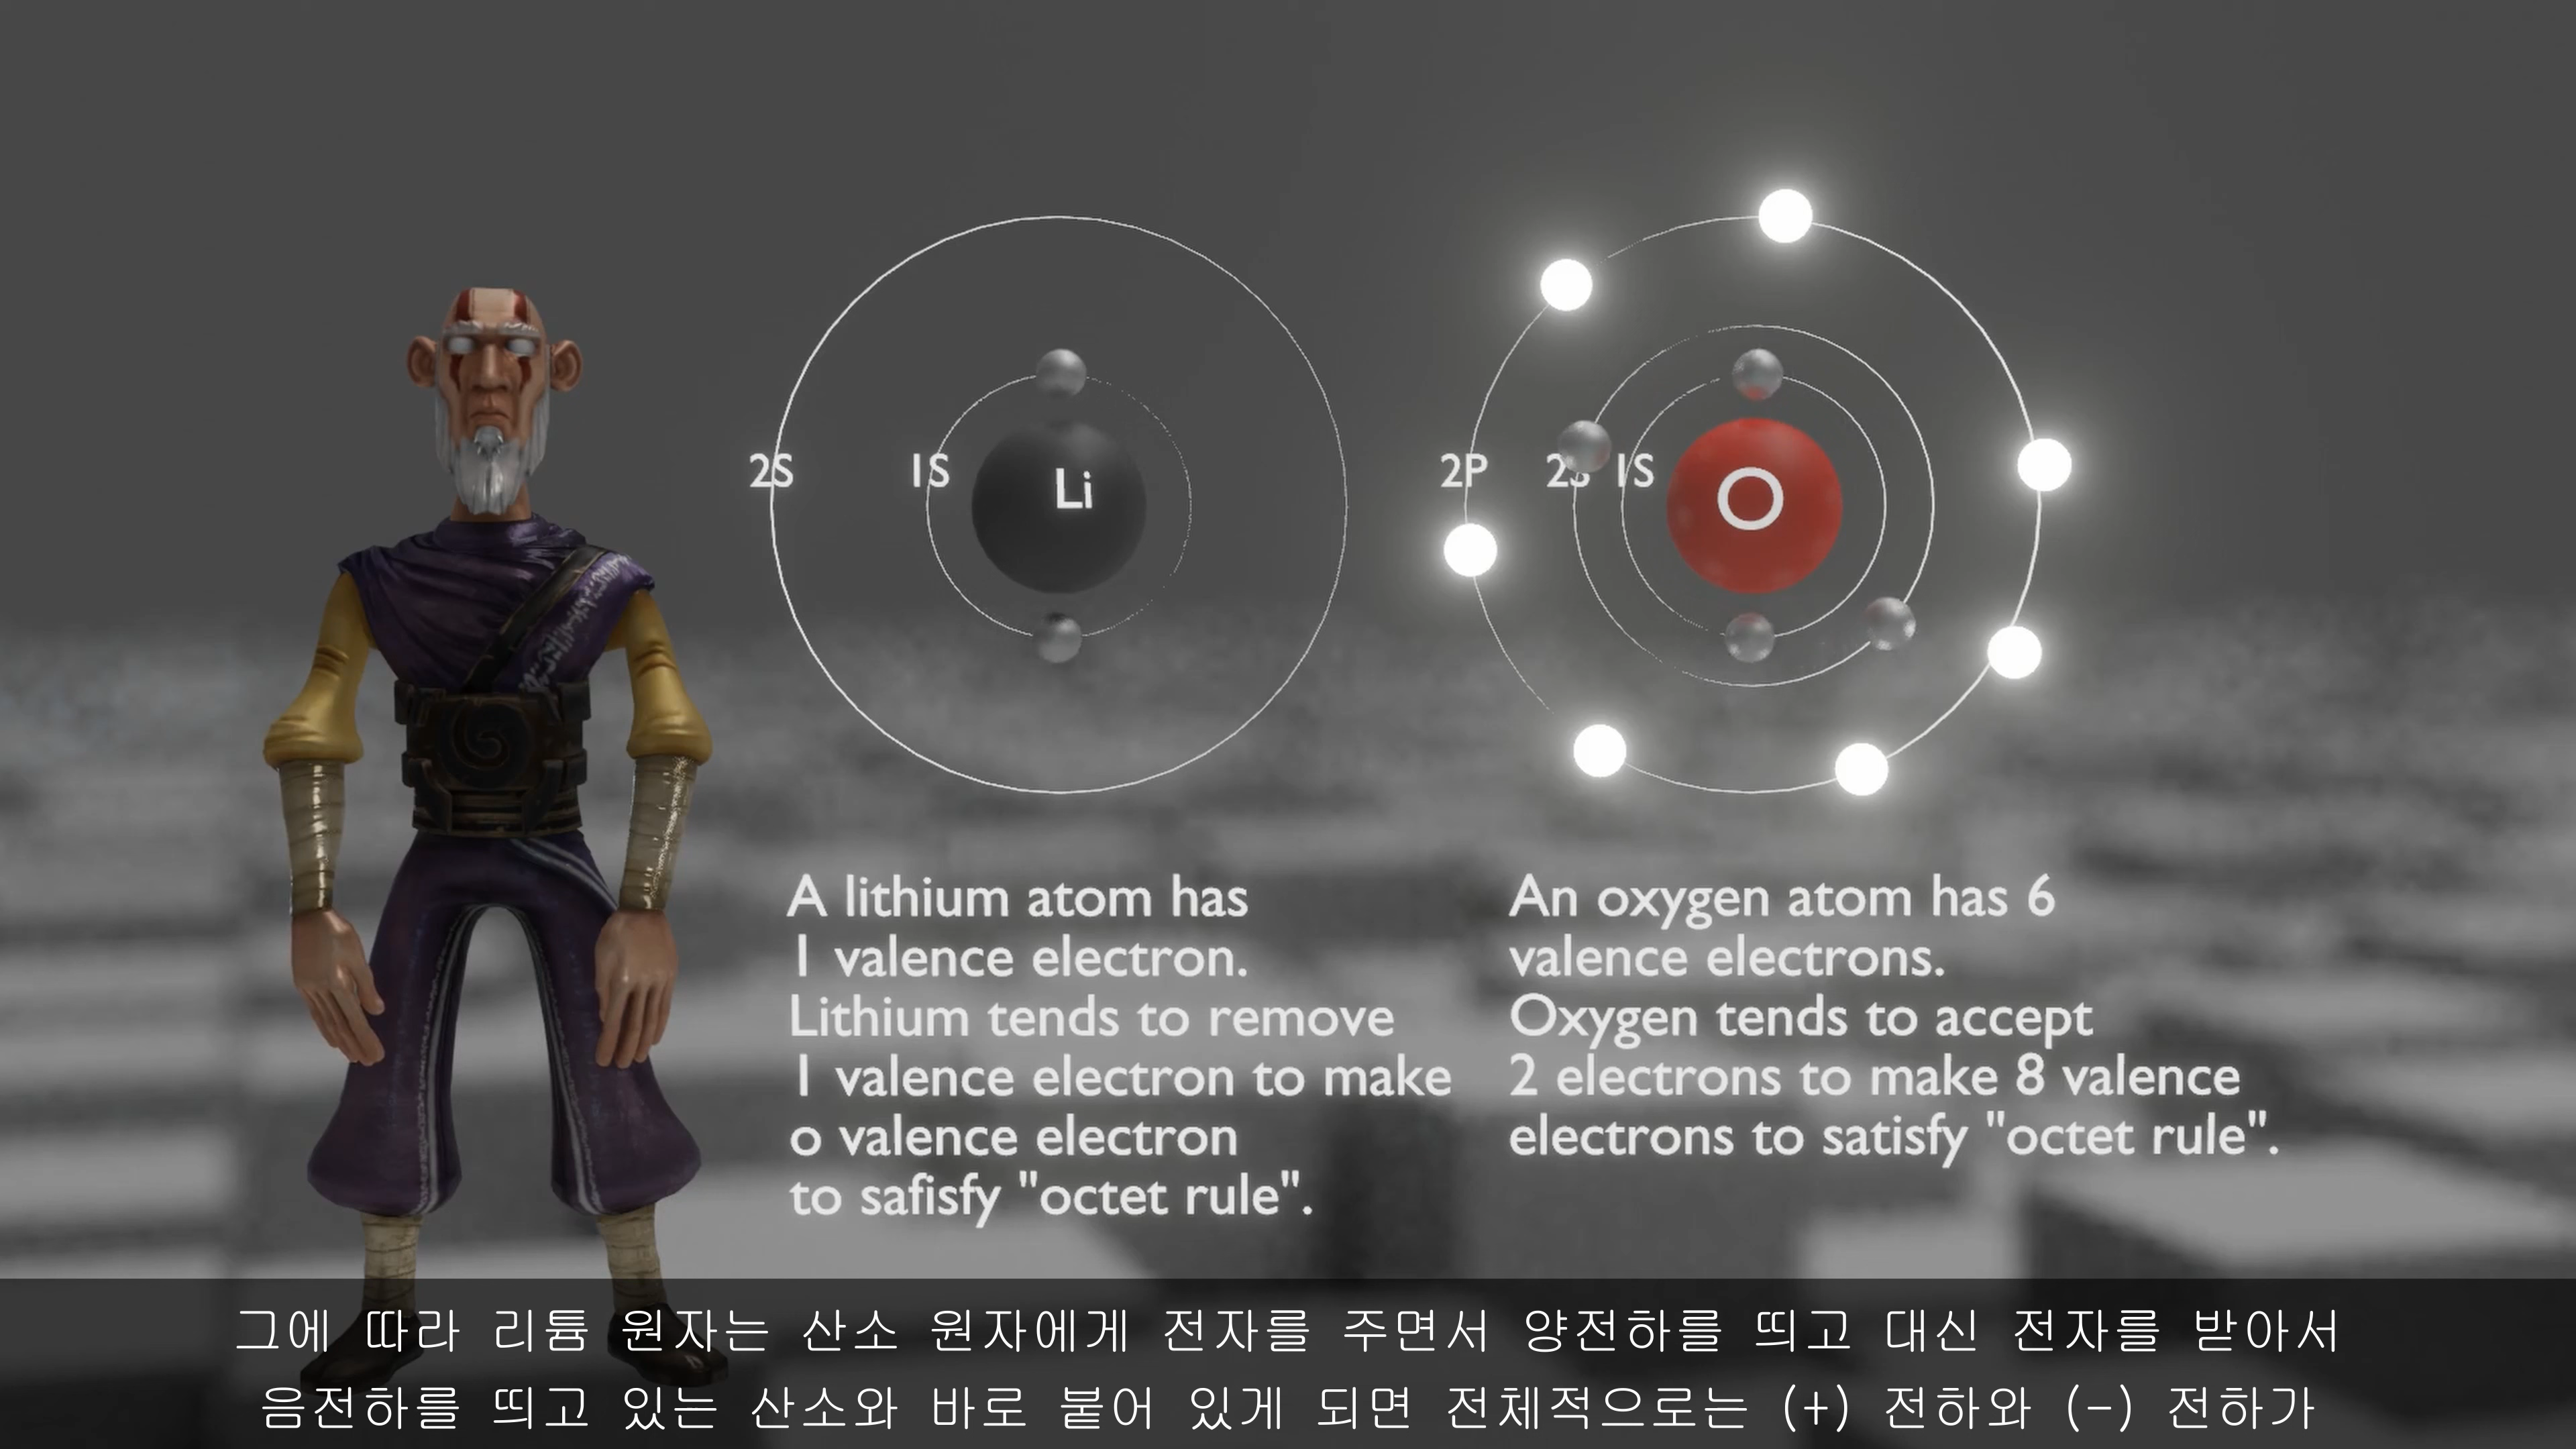 2S
1S
Li
2P
2S
1S
O
A lithium atom has
1 valence electron.
Lithium tends to remove
1 valence electron to make
o valence electron
to safisfy "octet rule".
An oxygen atom has 6
valence electrons.
Oxygen tends to accept
2 electrons to make 8 valence
electrons to satisfy "octet rule".
그에 따라 리튬 원자는 산소 원자에게 전자를 주면서 양전하를 띄고 대신 전자를 받아서
음전하를 띄고 있는 산소와 바로 붙어 있게 되면 전체적으로는 (+) 전하와 (-) 전하가